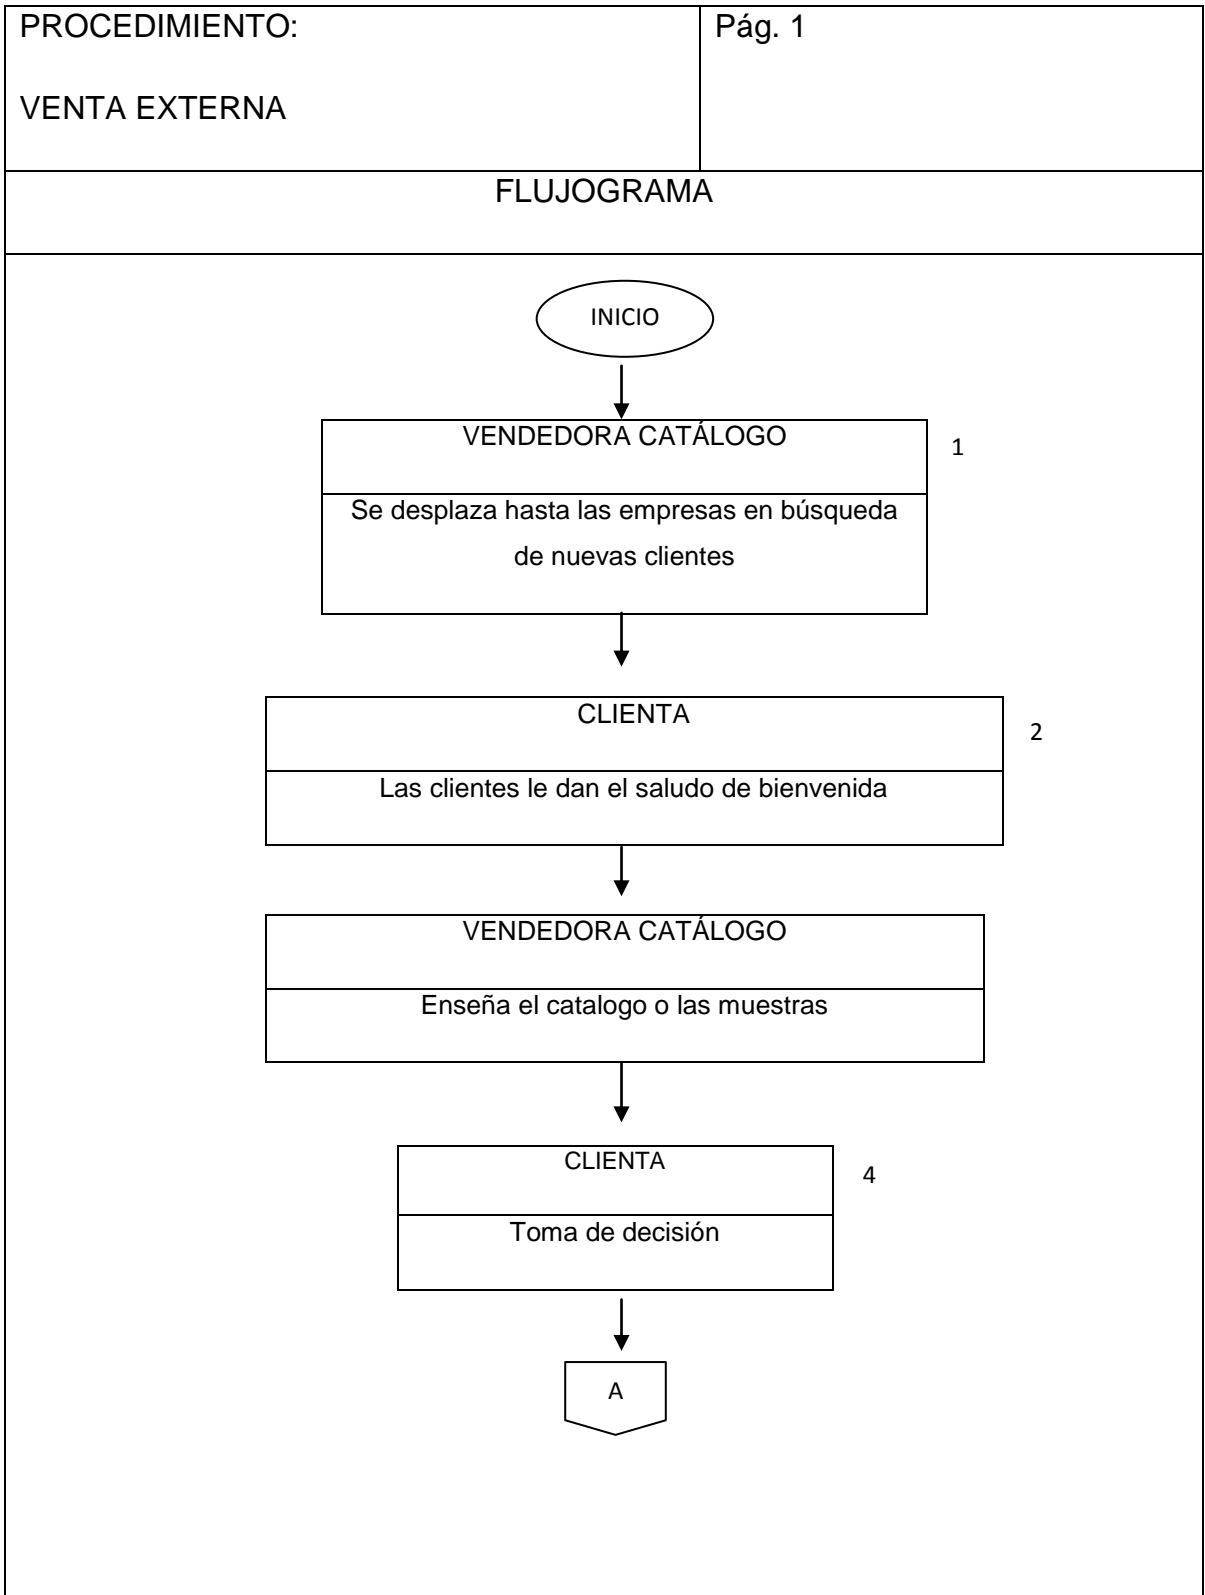 PROCEDIMIENTO:
Pág. 1
VENTA EXTERNA
FLUJOGRAMA
INICIO
VENDEDORA CATÁLOGO
1
Se desplaza hasta las empresas en búsqueda
de nuevas clientes
CLIENTA
2
Las clientes le dan el saludo de bienvenida
VENDEDORA CATÁLOGO
Enseña el catalogo o las muestras
CLIENTA
4
Toma de decisión
A